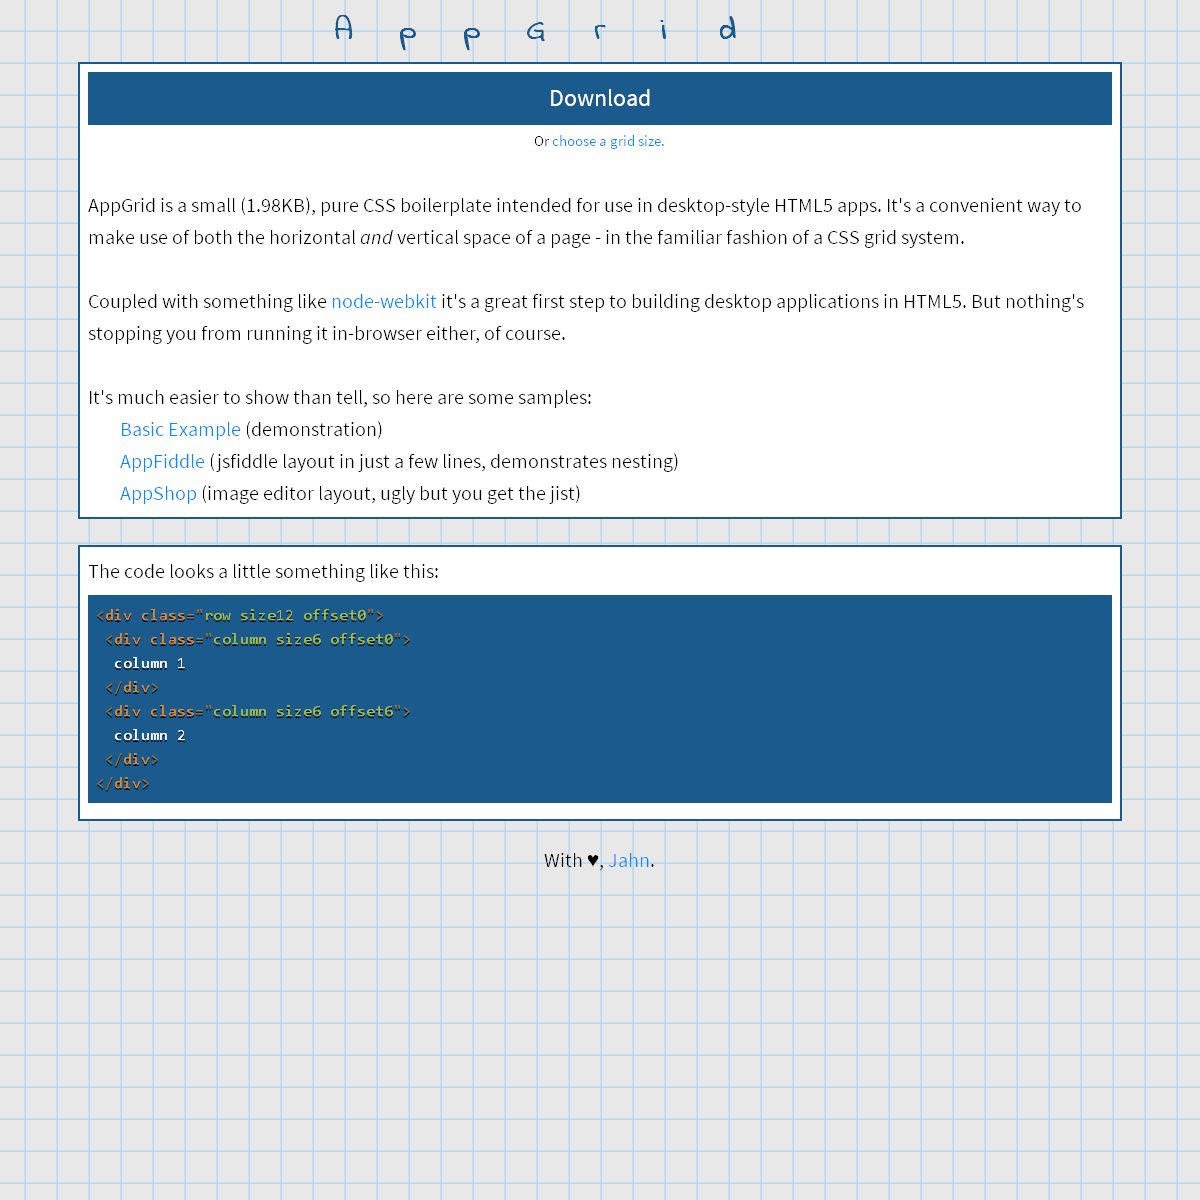 A p p G r i d
Download
Or choose a grid size.
AppGrid is a small (1.98KB), pure CSS boilerplate intended for use in desktop-style HTML5 apps. It's a convenient way to
make use of both the horizontal and vertical space of a page - in the familiar fashion of a CSS grid system.
Coupled with something like node-webkit it's a great first step to building desktop applications in HTML5. But nothing's
stopping you from running it in-browser either, of course.
It's much easier to show than tell, so here are some samples:
Basic Example (demonstration)
AppFiddle (jsfiddle layout in just a few lines, demonstrates nesting)
AppShop (image editor layout, ugly but you get the jist)
The code looks a little something like this:
<div class="row size12 offset0">
 <div class="column size6 offset0">
  column 1
 </div>
 <div class="column size6 offset6">
  column 2
 </div>
</div>
With ♥, Jahn.